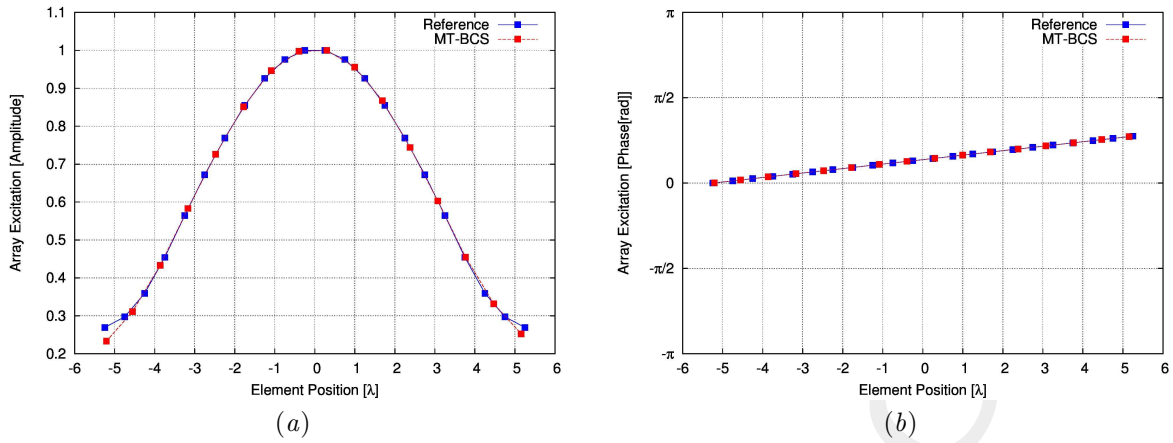 Array Excitation [Amplitude]
1.1
1
0.9
0.8
0.7
0.6
0.5
0.4
0.3
0.2
Reference
MT-BCS
-6 -5 -4 -3 -2 -1 0 1 2 3 4 5 6
Element Position [λ]
(a)
Array Excitation [Phase[rad]]
π
π/2
0
-π/2
-π
Reference
MT-BCS
-6 -5 -4 -3 -2 -1 0 1 2 3 4 5 6
Element Position [λ]
(b)